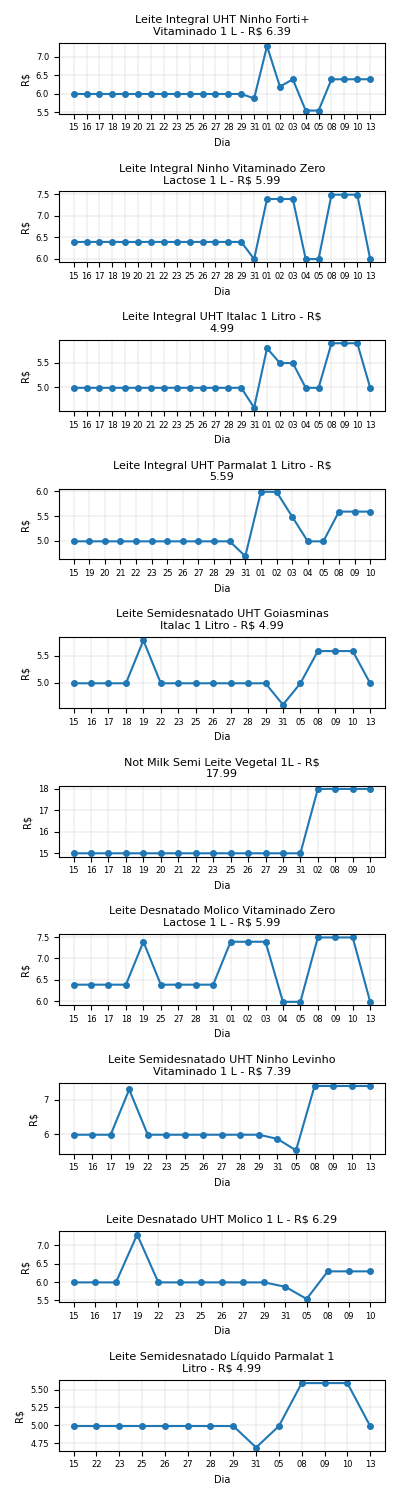 Leite Integral UHT Ninho Forti+
Vitaminado 1 L - R$ 6.39
7.0
6.5
6.0
5.5
R$
15 16 17 18 19 20 21 22 23 25 26 27 28 29 31 01 02 03 04 05 08 09 10 13
Dia
Leite Integral Ninho Vitaminado Zero
Lactose 1 L - R$ 5.99
7.5
7.0
6.5
6.0
R$
15 16 17 18 19 20 21 22 23 25 26 27 28 29 31 01 02 03 04 05 08 09 10 13
Dia
Leite Integral UHT Italac 1 Litro - R$
4.99
5.5
5.0
R$
15 16 17 18 19 20 21 22 23 25 26 27 28 29 31 01 02 03 04 05 08 09 10 13
Dia
Leite Integral UHT Parmalat 1 Litro - R$
5.59
6.0
5.5
5.0
R$
15 19 20 21 22 23 25 26 27 28 29 31 01 02 03 04 05 08 09 10
Dia
Leite Semidesnatado UHT Goiasminas
Italac 1 Litro - R$ 4.99
5.5
5.0
R$
15 16 17 18 19 22 23 25 26 27 28 29 31 05 08 09 10 13
Dia
Not Milk Semi Leite Vegetal 1L - R$
17.99
18
17
16
15
R$
15 16 17 18 19 20 21 22 23 25 26 27 29 31 02 08 09 10
Dia
Leite Desnatado Molico Vitaminado Zero
Lactose 1 L - R$ 5.99
7.5
7.0
6.5
6.0
R$
15 16 17 18 19 25 27 28 31 01 02 03 04 05 08 09 10 13
Dia
Leite Semidesnatado UHT Ninho Levinho
Vitaminado 1 L - R$ 7.39
7
6
R$
15 16 17 19 22 23 25 26 27 28 29 31 05 08 09 10 13
Dia
Leite Desnatado UHT Molico 1 L - R$ 6.29
7.0
6.5
6.0
5.5
R$
15 16 17 19 22 23 25 26 27 29 31 05 08 09 10
Dia
Leite Semidesnatado Líquido Parmalat 1
Litro - R$ 4.99
5.50
5.25
5.00
4.75
R$
15 22 23 25 26 27 28 29 31 05 08 09 10 13
Dia